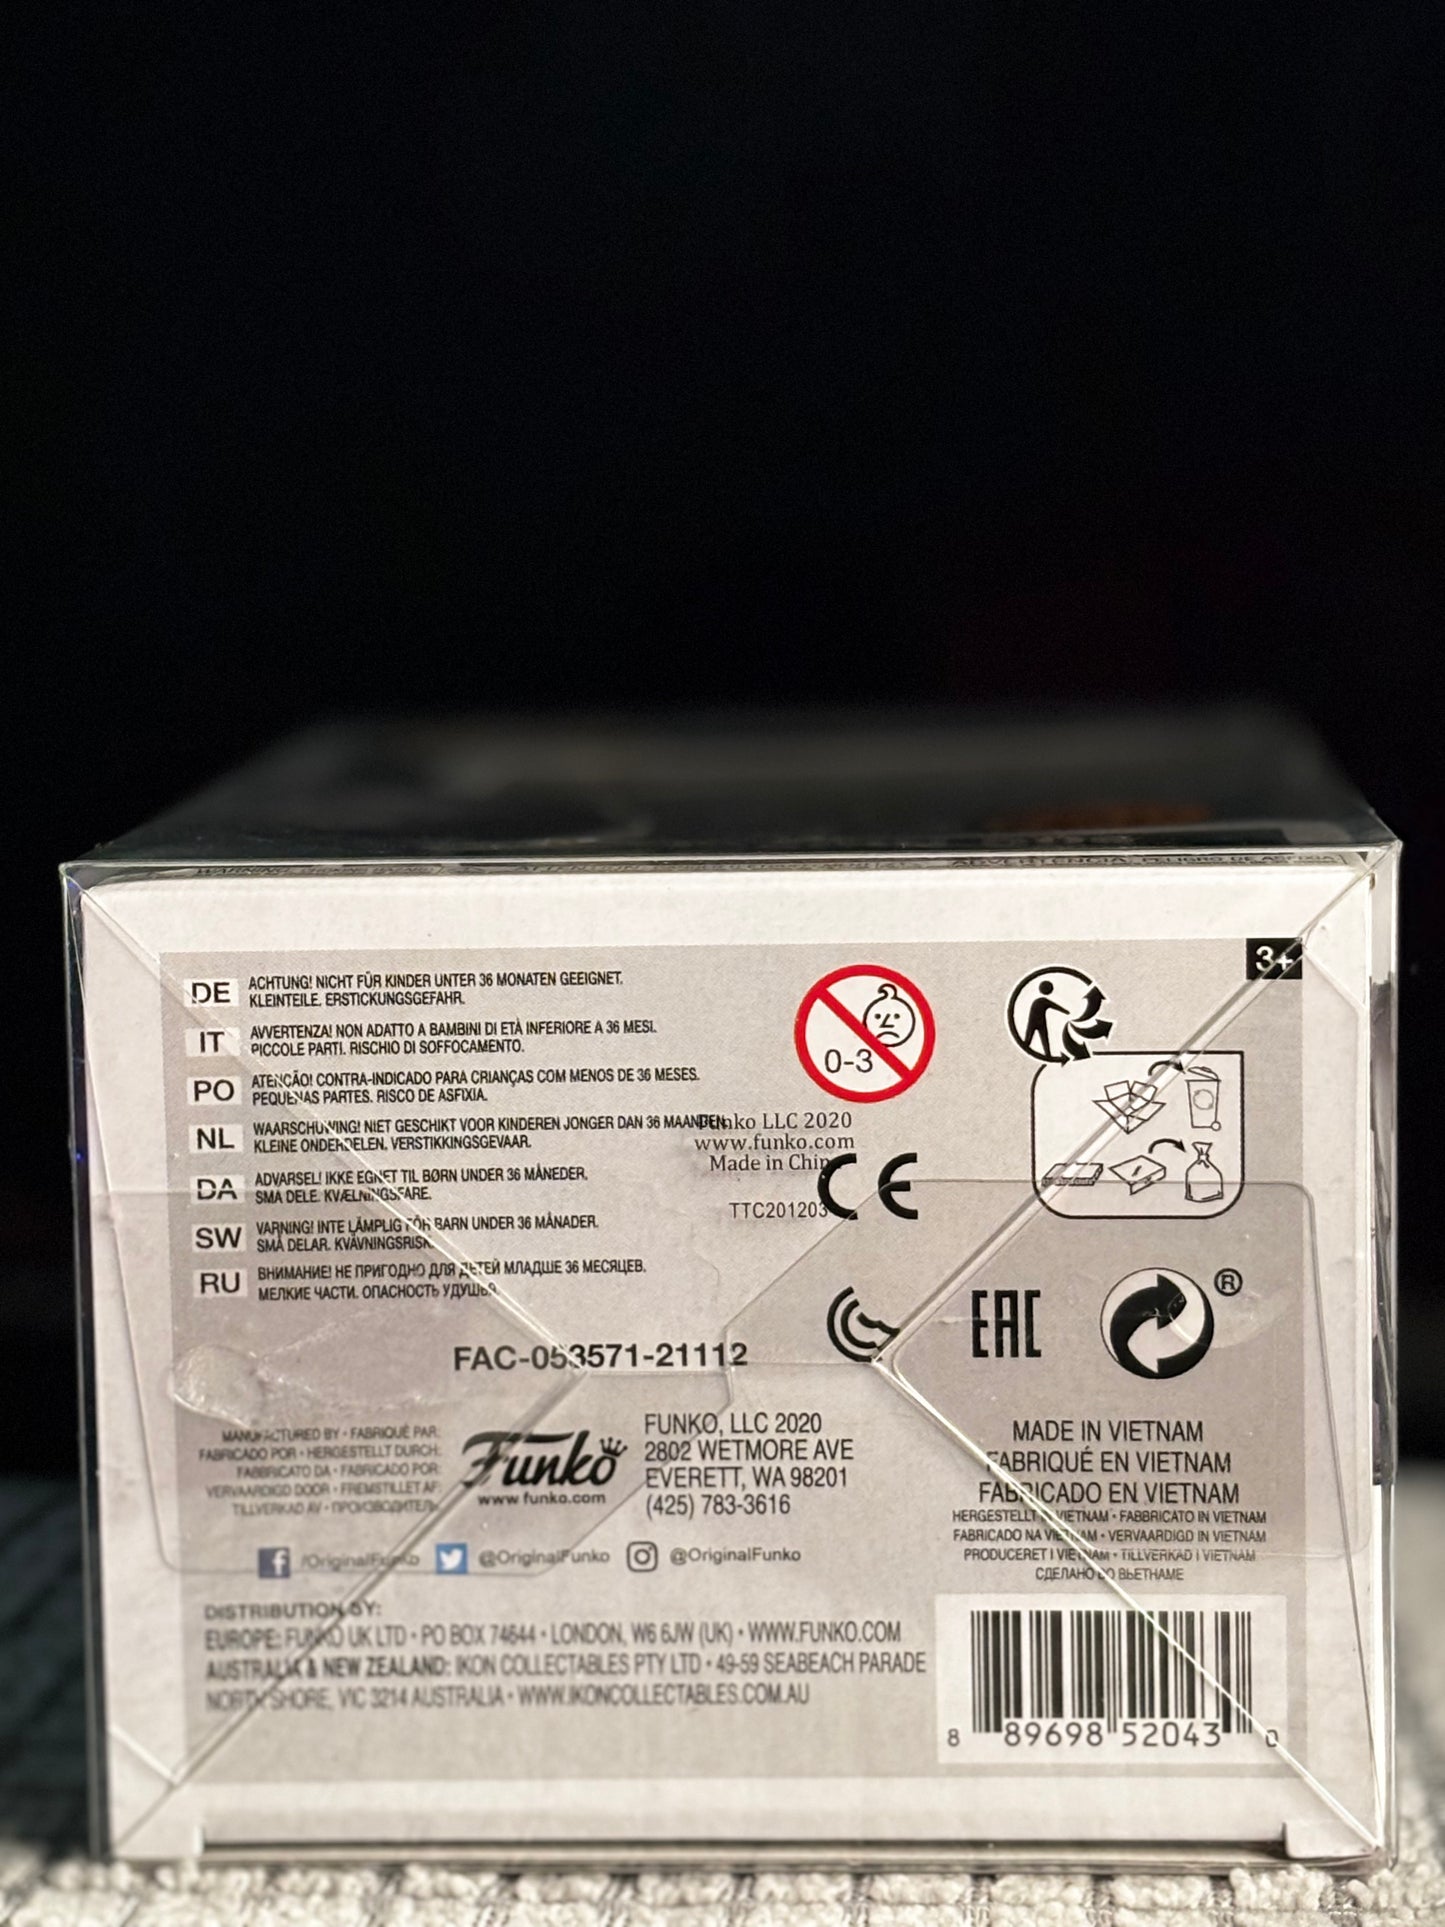 ADVERTENCIA
3+
DE ACHTUNG! NICHT FÜR KINDER UNTER 36 MONATEN GEEIGNET.
KLEINTEILE. ERSTICKUNGSGEFAHR.
IT AVVERTENZA! NON ADATTO A BAMBINI DI ETÀ INFERIORE A 36 MESI.
PICCOLE PARTI. RISCHIO DI SOFFOCAMENTO.
PO ATENÇÃO! CONTRA-INDICADO PARA CRIANÇAS COM MENOS DE 36 MESES.
PEQUENAS PARTES. RISCO DE ASFIXIA.
NL WAARSCHUWING! NIET GESCHIKT VOOR KINDEREN JONGER DAN 36 MAANDEN.
KLEINE ONDERDELEN. VERSTIKKINGSGEVAAR.
DA ADVARSEL! IKKE EGNET TIL BØRN UNDER 36 MÅNEDER.
SMÅ DELE. KVÆLNINGSFARE.
SW VARNING! INTE LÄMPLIG FÖR BARN UNDER 36 MÅNADER.
SMÅ DELAR. KVÄVNINGSRISK.
RU ВНИМАНИЕ! НЕ ПРИГОДНО ДЛЯ ДЕТЕЙ МЛАДШЕ 36 МЕСЯЦЕВ.
МЕЛКИЕ ЧАСТИ. ОПАСНОСТЬ УДУШЬЯ
0-3
Funko LLC 2020
www.funko.com
Made in China
TTC201203
CE
EAC
®
FAC-053571-21112
MANUFACTURED BY • FABRIQUÉ PAR:
FABRICADO POR • HERGESTELLT DURCH:
FABBRICATO DA • FABRICADO POR:
VERVAARDIGD DOOR • FREMSTILLET AF:
TILLVERKAD AV • ПРОИЗВОДИТЕЛЬ:
Funko
www.funko.com
FUNKO, LLC 2020
2802 WETMORE AVE
EVERETT, WA 98201
(425) 783-3616
/OriginalFunko @OriginalFunko @OriginalFunko
MADE IN VIETNAM
FABRIQUÉ EN VIETNAM
FABRICADO EN VIETNAM
HERGESTELLT IN VIETNAM • FABBRICATO IN VIETNAM
FABRICADO NA VIETNAM • VERVAARDIGD IN VIETNAM
PRODUCERET I VIETNAM • TILLVERKAD I VIETNAM
СДЕЛАНО ВО ВЬЕТНАМЕ
DISTRIBUTION BY:
EUROPE: FUNKO UK LTD • PO BOX 74644 • LONDON, W6 6JW (UK) • WWW.FUNKO.COM
AUSTRALIA & NEW ZEALAND: IKON COLLECTABLES PTY LTD • 49-59 SEABEACH PARADE
NORTH SHORE, VIC 3214 AUSTRALIA • WWW.IKONCOLLECTABLES.COM.AU
8 89698 52043 0